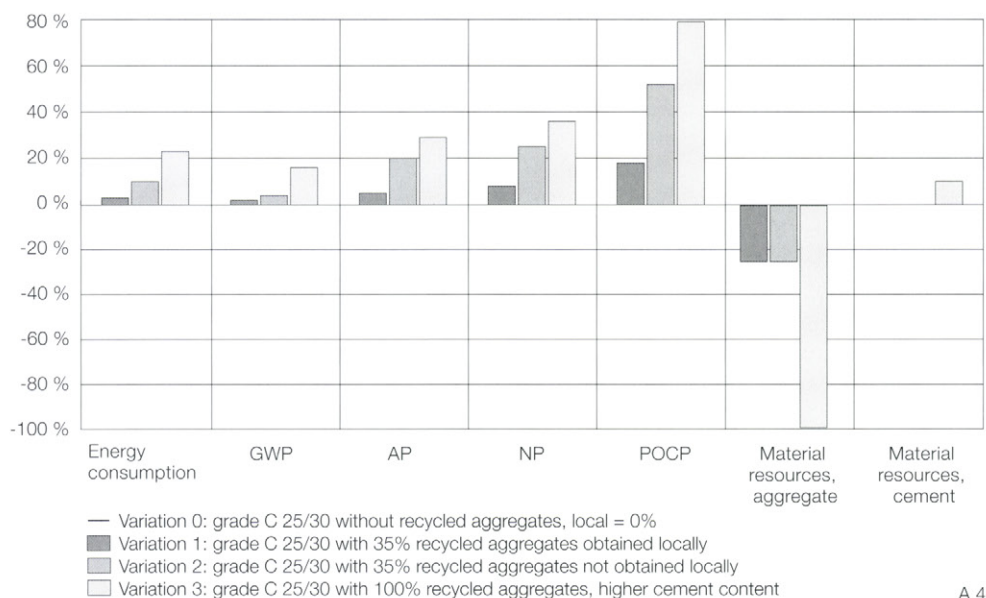 80 %
60 %
40 %
20 %
0 %
-20 %
-40 %
-60 %
-80 %
-100 %
Energy
consumption
GWP
AP
NP
POCP
Material
resources,
aggregate
Material
resources,
cement
Variation 0: grade C 25/30 without recycled aggregates, local = 0%
Variation 1: grade C 25/30 with 35% recycled aggregates obtained locally
Variation 2: grade C 25/30 with 35% recycled aggregates not obtained locally
Variation 3: grade C 25/30 with 100% recycled aggregates, higher cement content
A 4